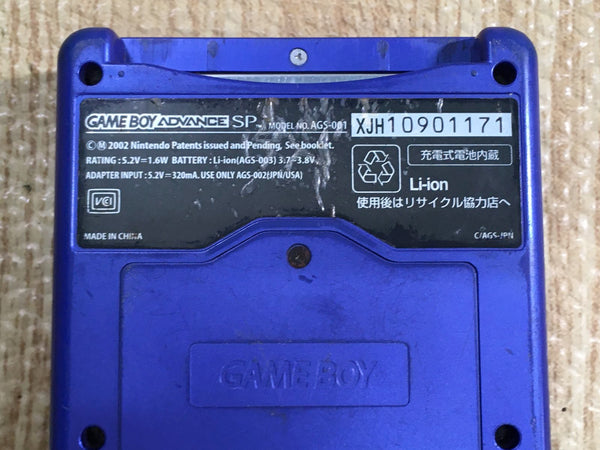 GAME BOY ADVANCE SP MODEL NO. AGS-001 XJH10901171
©Ⓜ 2002 Nintendo Patents issued and Pending, See booklet.
RATING : 5.2V⎓1.6W BATTERY : Li-ion(AGS-003) 3.7~3.8V
ADAPTER INPUT : 5.2V⎓320mA. USE ONLY AGS-002(JPN/USA)
VCI
MADE IN CHINA
充電式電池内蔵
Li-ion
使用後はリサイクル協力店へ
C/AGS-JPN
GAME BOY